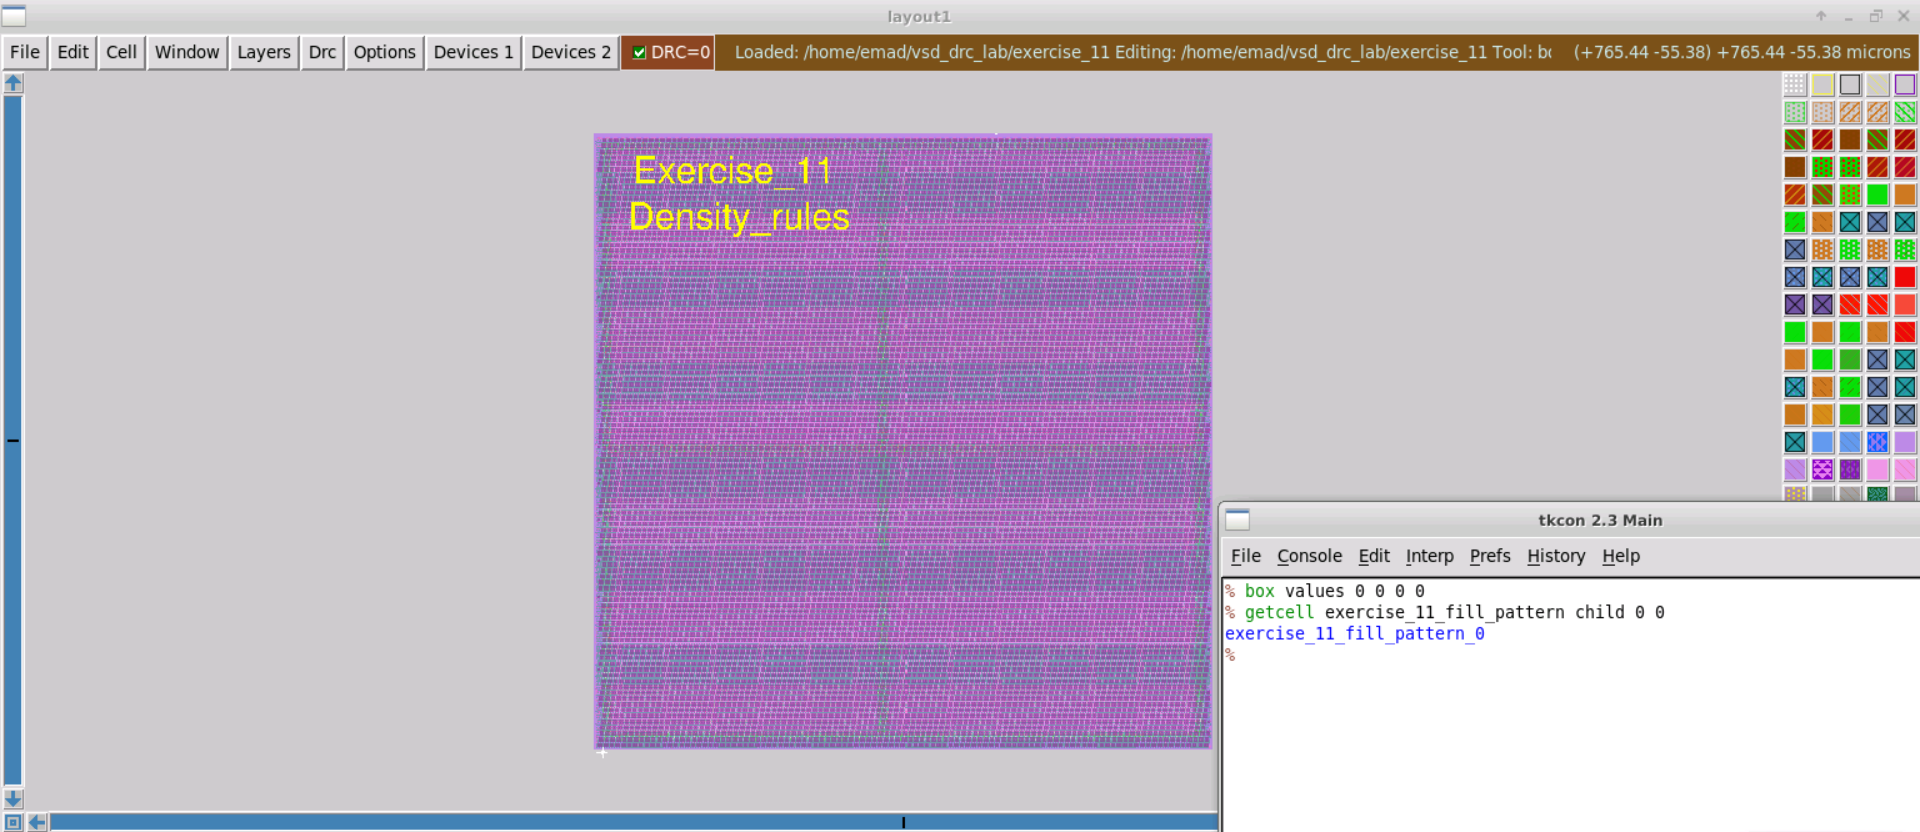 layout1
File Edit Cell Window Layers Drc Options Devices 1 Devices 2 DRC=0 Loaded: /home/emad/vsd_drc_lab/exercise_11 Editing: /home/emad/vsd_drc_lab/exercise_11 Tool: bc (+765.44 -55.38) +765.44 -55.38 microns
Exercise_11
Density_rules
tkcon 2.3 Main
File Console Edit Interp Prefs History Help
% box values 0 0 0 0
% getcell exercise_11_fill_pattern child 0 0
exercise_11_fill_pattern_0
%